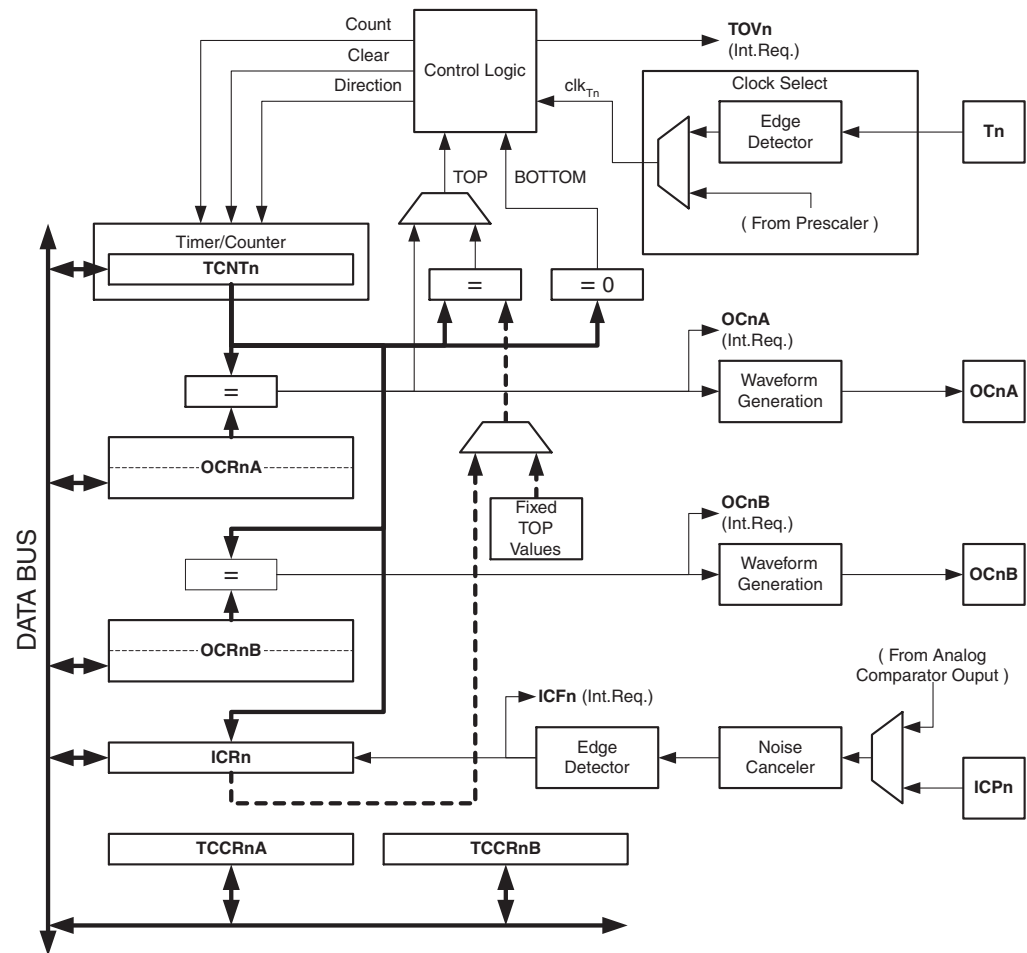 Count
Clear
Direction
Control Logic
TOVn
(Int.Req.)
clkTn
Clock Select
Edge
Detector
Tn
( From Prescaler )
TOP
BOTTOM
Timer/Counter
TCNTn
=
= 0
OCnA
(Int.Req.)
=
Waveform
Generation
OCnA
OCRnA
Fixed
TOP
Values
OCnB
(Int.Req.)
=
Waveform
Generation
OCnB
DATA BUS
OCRnB
( From Analog
Comparator Ouput )
ICFn (Int.Req.)
ICRn
Edge
Detector
Noise
Canceler
ICPn
TCCRnA
TCCRnB